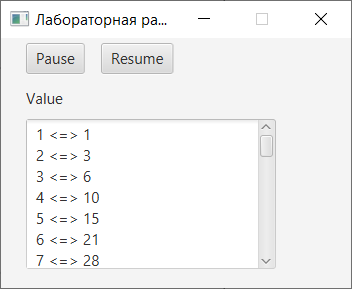 Лабораторная ра...
Pause Resume
Value
1 <=> 1
2 <=> 3
3 <=> 6
4 <=> 10
5 <=> 15
6 <=> 21
7 <=> 28